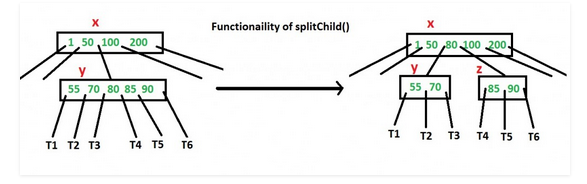 Functionaility of splitChild()
x
1 50 100 200
y
55 70 80 85 90
T1 T2 T3 T4 T5 T6
x
1 50 80 100 200
y z
55 70 85 90
T1 T2 T3 T4 T5 T6